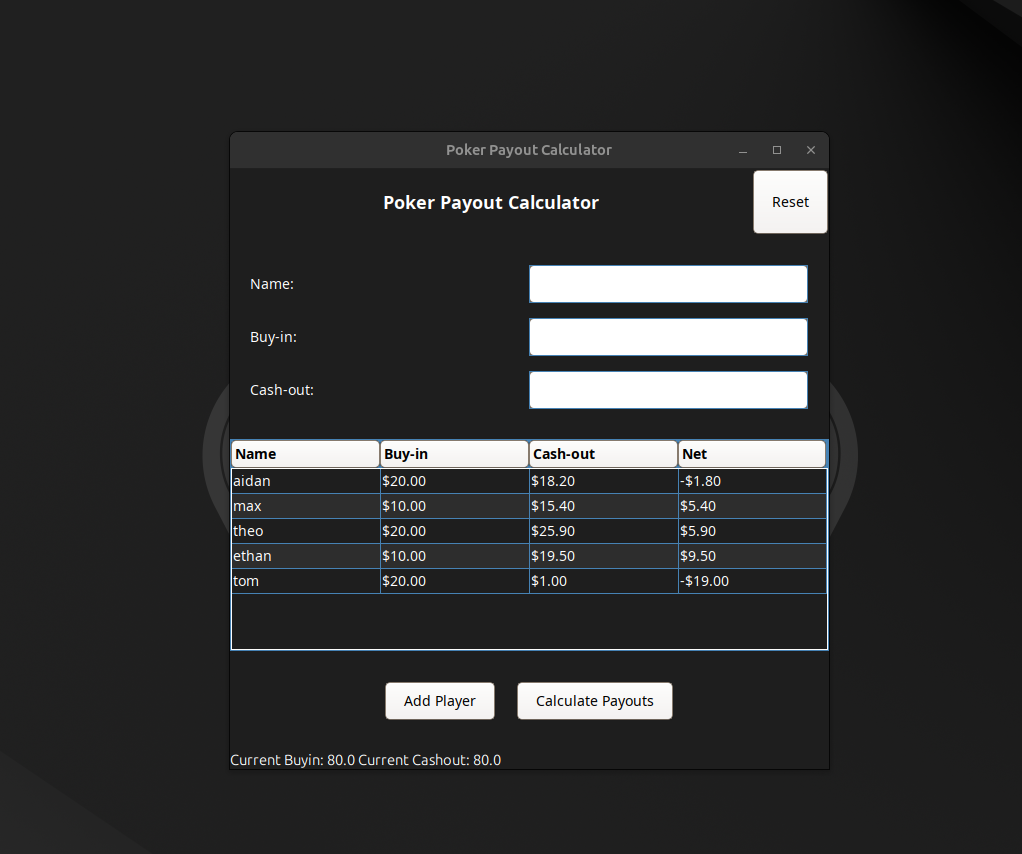 Poker Payout Calculator
Poker Payout Calculator
Reset
Name:
Buy-in:
Cash-out:
Name Buy-in Cash-out Net
aidan $20.00 $18.20 -$1.80
max $10.00 $15.40 $5.40
theo $20.00 $25.90 $5.90
ethan $10.00 $19.50 $9.50
tom $20.00 $1.00 -$19.00
Add Player Calculate Payouts
Current Buyin: 80.0 Current Cashout: 80.0